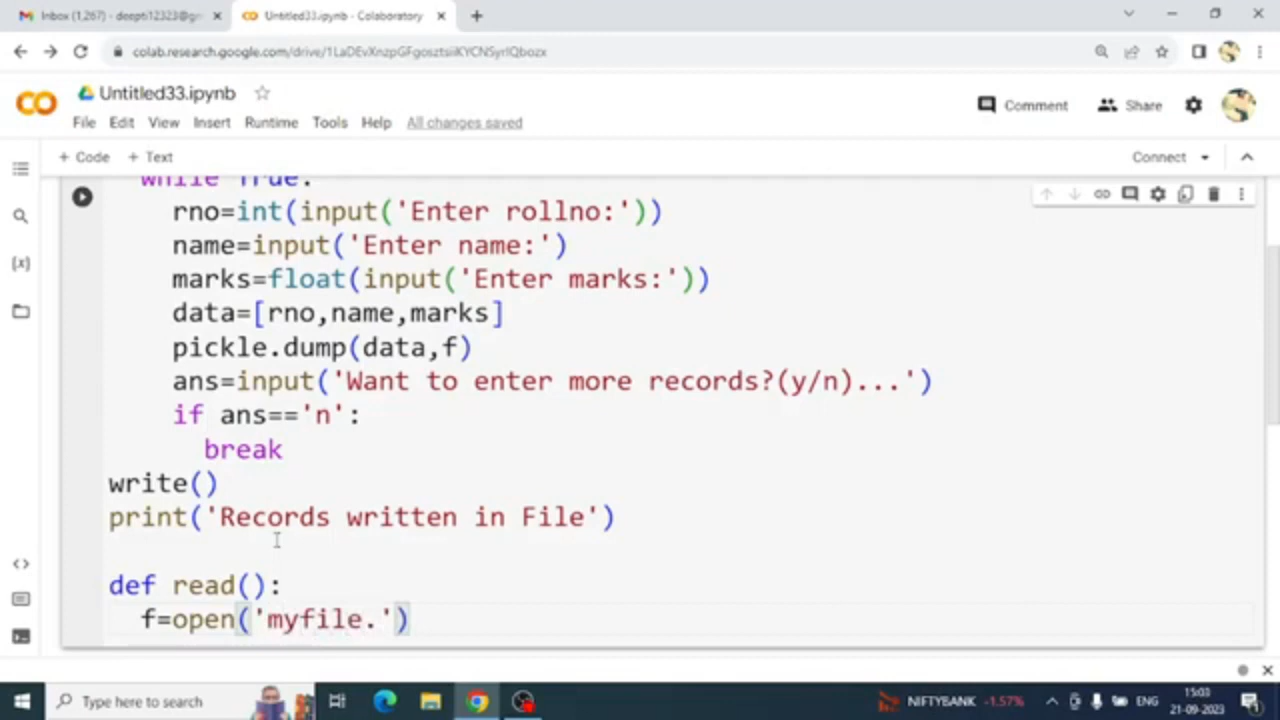 Inbox (1,267) - deepti12323@gm
Untitled33.ipynb - Colaboratory
colab.research.google.com/drive/
Untitled33.ipynb
Comment
Share
File Edit View Insert Runtime Tools Help All changes saved
+ Code + Text
Connect
while True:
rno=int(input('Enter rollno:'))
name=input('Enter name:')
marks=float(input('Enter marks:'))
data=[rno,name,marks]
pickle.dump(data,f)
ans=input('Want to enter more records?(y/n)...')
if ans=='n':
break
write()
print('Records written in File')
def read():
f=open('myfile.')
Type here to search
NIFTYBANK -1.57%
ENG
15:03
21-09-2023